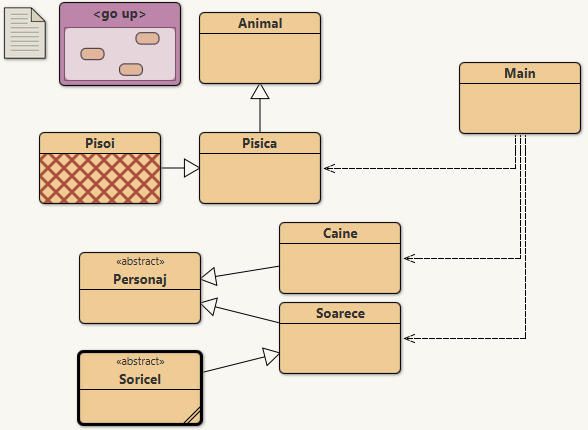 <go up>
Animal
Main
Pisoi
Pisica
Caine
«abstract»
Personaj
Soarece
«abstract»
Soricel